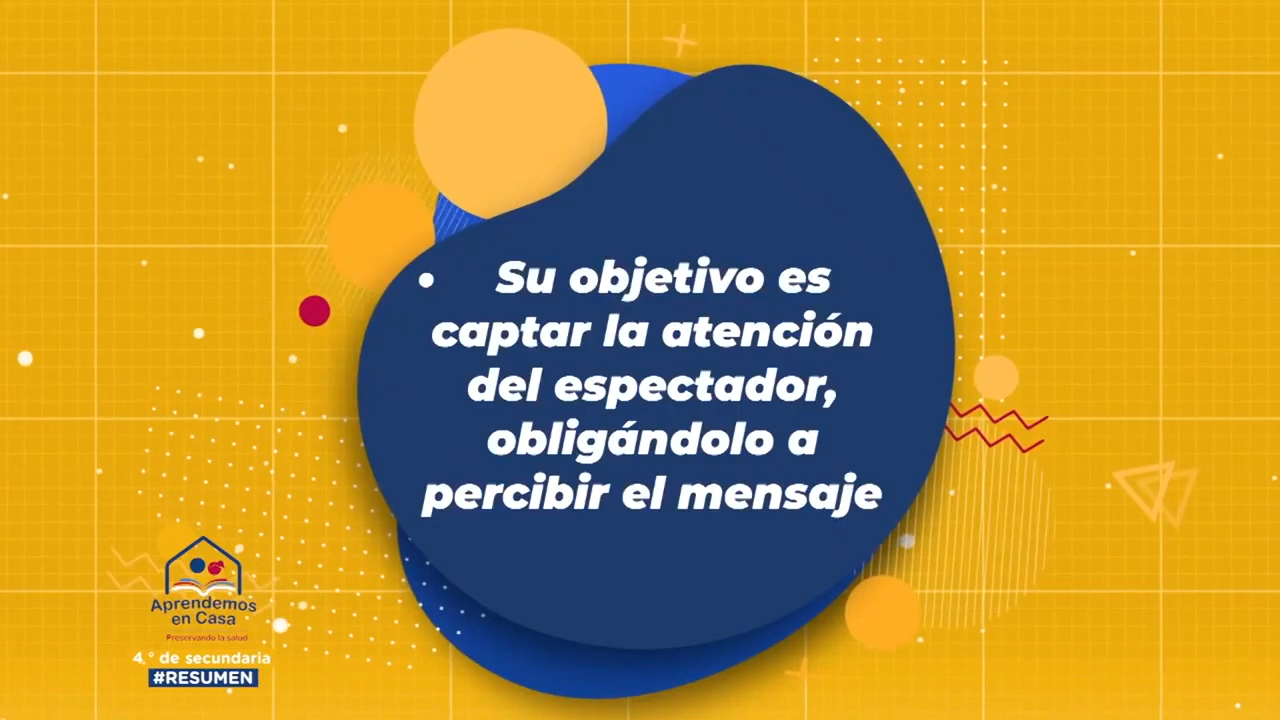 • Su objetivo es
captar la atención
del espectador,
obligándolo a
percibir el mensaje
Aprendemos
en Casa
Preservando la salud
4.° de secundaria
#RESUMEN